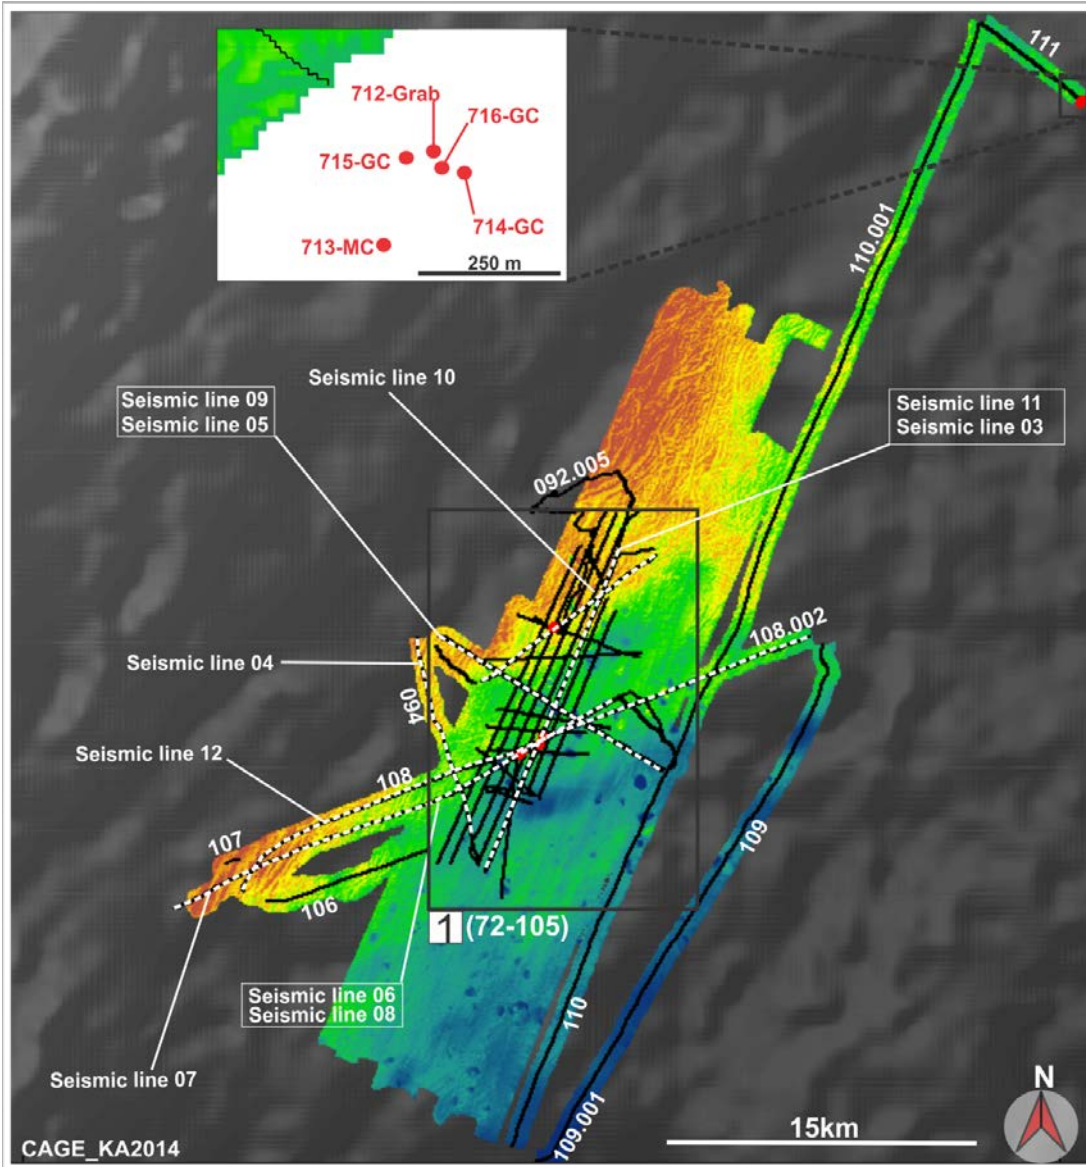 111
712-Grab
716-GC
715-GC
714-GC
713-MC
250 m
110.001
Seismic line 10
Seismic line 09
Seismic line 05
Seismic line 11
Seismic line 03
092.005
108.002
Seismic line 04
094
Seismic line 12
108
107
109
106
1 (72-105)
Seismic line 06
Seismic line 08
110
Seismic line 07
N
109.001
15km
CAGE_KA2014